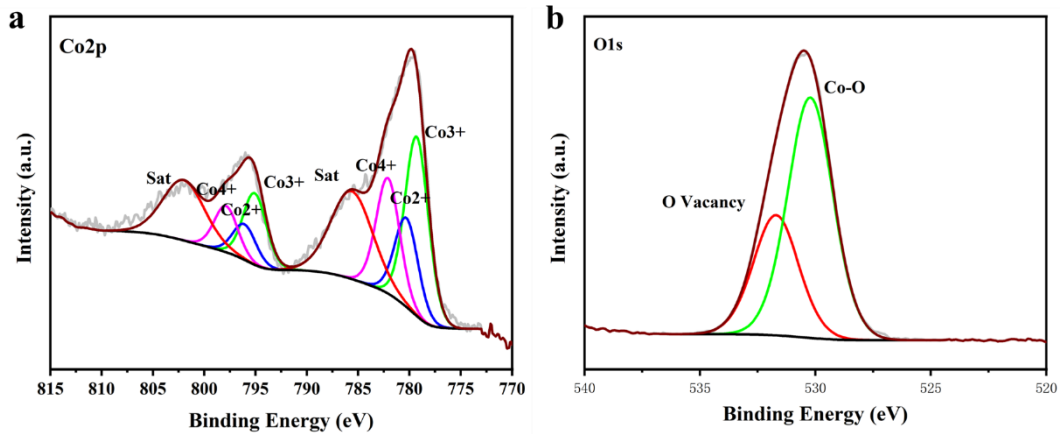 a
Co2p
Sat
Co4+
Co2+
Co3+
Sat
Co4+
Co2+
Co3+
Intensity (a.u.)
815 810 805 800 795 790 785 780 775 770
Binding Energy (eV)
b
O1s
Co-O
O Vacancy
Intensity (a.u.)
540 535 530 525 520
Binding Energy (eV)